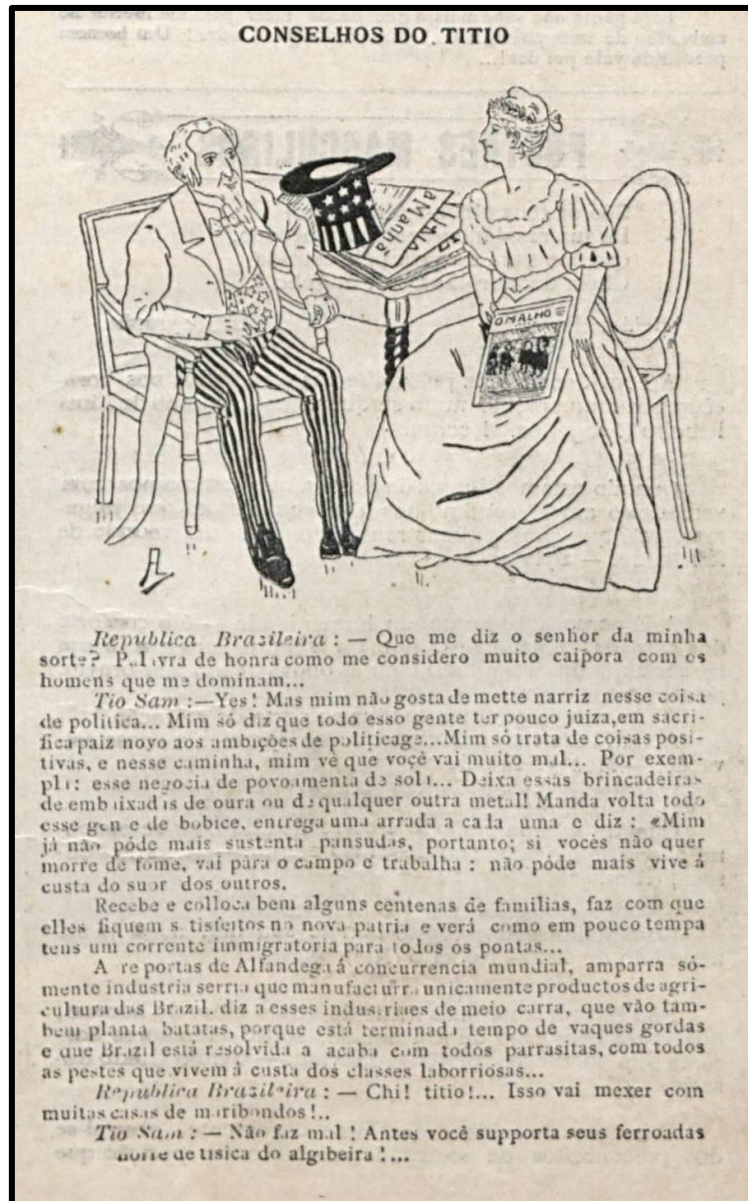 CONSELHOS DO TITIO
a Manhã
O MALHO
Republica Brazileira : — Que me diz o senhor da minha
sorte? Palavra de honra como me considero muito caipora com os
homens que me dominam...
Tio Sam :—Yes! Mas mim não gosta de mette narriz nesse coisa
de politica... Mim só diz que todo esso gente ter pouco juiza, em sacri-
fica paiz novo aos ambições de politicage...Mim só trata de coisas posi-
tivas, e nesse caminha, mim vê que voçê vai muito mal... Por exem-
plo: esse negocia de povoamenta de solo... Deixa essas brincadeiras
de embaixadas de oura ou de qualquer outra metal! Manda volta todo
esse gente de bobice, entrega uma arrada a cada uma e diz : «Mim
já não póde mais sustenta pansudas, portanto; si vocês não quer
morre de fome, vai pàra o campo e trabalha : não póde mais vive á
custa do suor dos outros.
Recebe e colloca bem alguns centenas de familias, faz com que
elles fiquem satisfeitos no nova patria e verá como em pouco tempa
tens um corrente immigratoria para todos os pontas...
A re portas de Alfandega á concurrencia mundial, amparra só-
mente industria serria que manufacturra unicamente productos de agri-
cultura das Brazil. diz a esses industriaes de meio carra, que vão tam-
bem planta batatas, porque está terminada tempo de vaques gordas
e que Brazil está resolvida a acaba com todos parrasitas, com todos
as pestes que vivem á custa dos classes laborriosas...
Republica Brazileira : — Chi! titio!... Isso vai mexer com
muitas casas de maribondos!..
Tio Sam : — Não faz mal ! Antes você supporta seus ferroadas
morre de tisica do algibeira !...